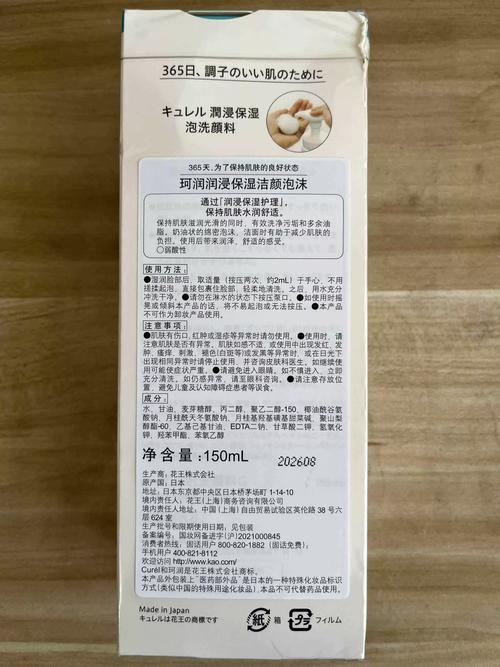 365日、調子のいい肌のために
キュレル 潤浸保湿
泡洗顔料
365天,为了保持肌肤的良好状态
珂润润浸保湿洁颜泡沫
通过「润浸保湿护理」,
保持肌肤水润舒适。
保持肌肤滋润光滑的同时,有效洗净污垢和多余油
脂。奶油状的绵密泡沫,洁面时有助于减少肌肤的
负担。使用后带来润泽、舒适的感受。
〇弱酸性
使用方法:
●湿润脸部后,取适量(按压两次,约2mL)于手心,不用
搓揉起泡,直接包裹住脸部,轻柔地清洗。之后,用水充分
冲洗干净。●请勿在淋水的状态下按压泵口。●如使用时摇
晃或倾斜本产品的话,将不易起泡或无法按压。●本产品
不可作为卸妆产品使用。
注意事项:
●肌肤有伤口,红肿或湿疹等异常时请勿使用。●使用时,请
注意肌肤是否有异常。肌肤如感不适,或使用中出现发红、发
肿、瘙痒、刺激、褪色(白斑等)或发黑等异常时,或在日光下
出现相同异常时请停止使用,并咨询皮肤科医生。如继续使
用可能使症状严重。●请避免进入眼睛。如不慎进入,立即
充分清洗。如仍感异常,请至眼科咨询。●请注意存放位
置,避免儿童及认知障碍症患者等误食。
成分:
水、甘油、麦芽糖醇、丙二醇、聚乙二醇-150、椰油酰谷氨
酸钠、月桂酰天冬氨酸钠、月桂基羟基磺基甜菜碱、聚山梨
醇酯-60、乙基己基甘油、EDTA二钠、甘草酸二钾、氢氧化
钾、羟苯甲酯、苯氧乙醇
净含量:150mL
202608
生产商:花王株式会社
原产国:日本
地址:日本东京都中央区日本桥茅场町 1-14-10
境内责任人:花王(上海)商务咨询有限公司
境内责任人地址:中国(上海)自由贸易试验区英伦路 38 号六
层 624 室
生产批号和限期使用日期:见包装
备案编号:国妆网备进字(沪)2021000845
消费者热线:固话用户 800-820-1882(固话免费);
手机用户 400-821-8112
欢迎访问 http://www.kao.com/
Curél和珂润是花王株式会社商标。
本产品外包装上“医药部外品”是日本的一种特殊化妆品标识
方式(类似中国的特殊用途化妆品),本品不可代替药品使用。
Made in Japan
キュレルは花王の商標です
紙 箱 プラ フィルム